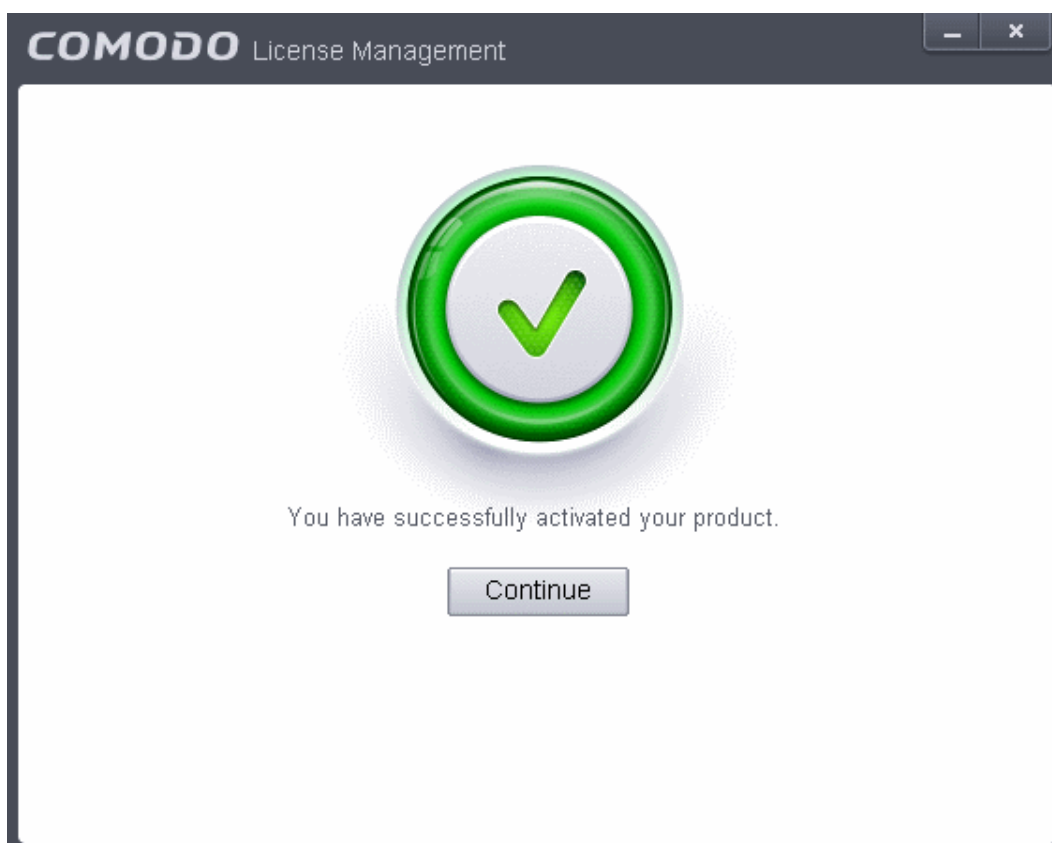 COMODO License Management
You have successfully activated your product.
Continue